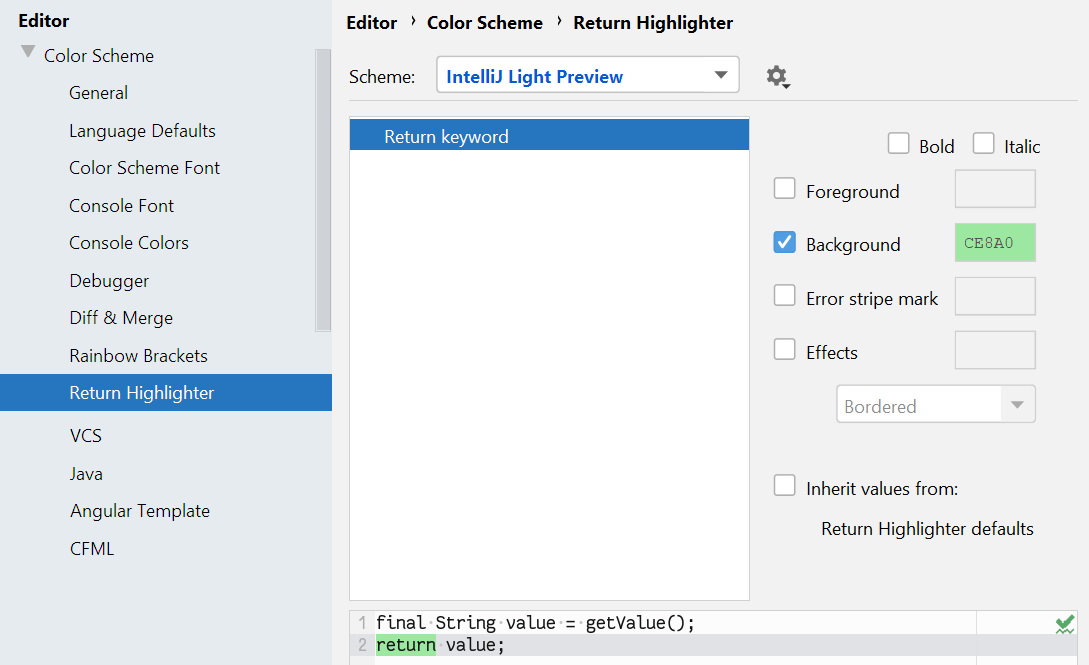 Editor
Color Scheme
General
Language Defaults
Color Scheme Font
Console Font
Console Colors
Debugger
Diff & Merge
Rainbow Brackets
Return Highlighter
VCS
Java
Angular Template
CFML
Editor › Color Scheme › Return Highlighter
Scheme: IntelliJ Light Preview
Return keyword
Bold Italic
Foreground
Background CE8A0
Error stripe mark
Effects
Bordered
Inherit values from:
Return Highlighter defaults
1 final String value = getValue();
2 return value;